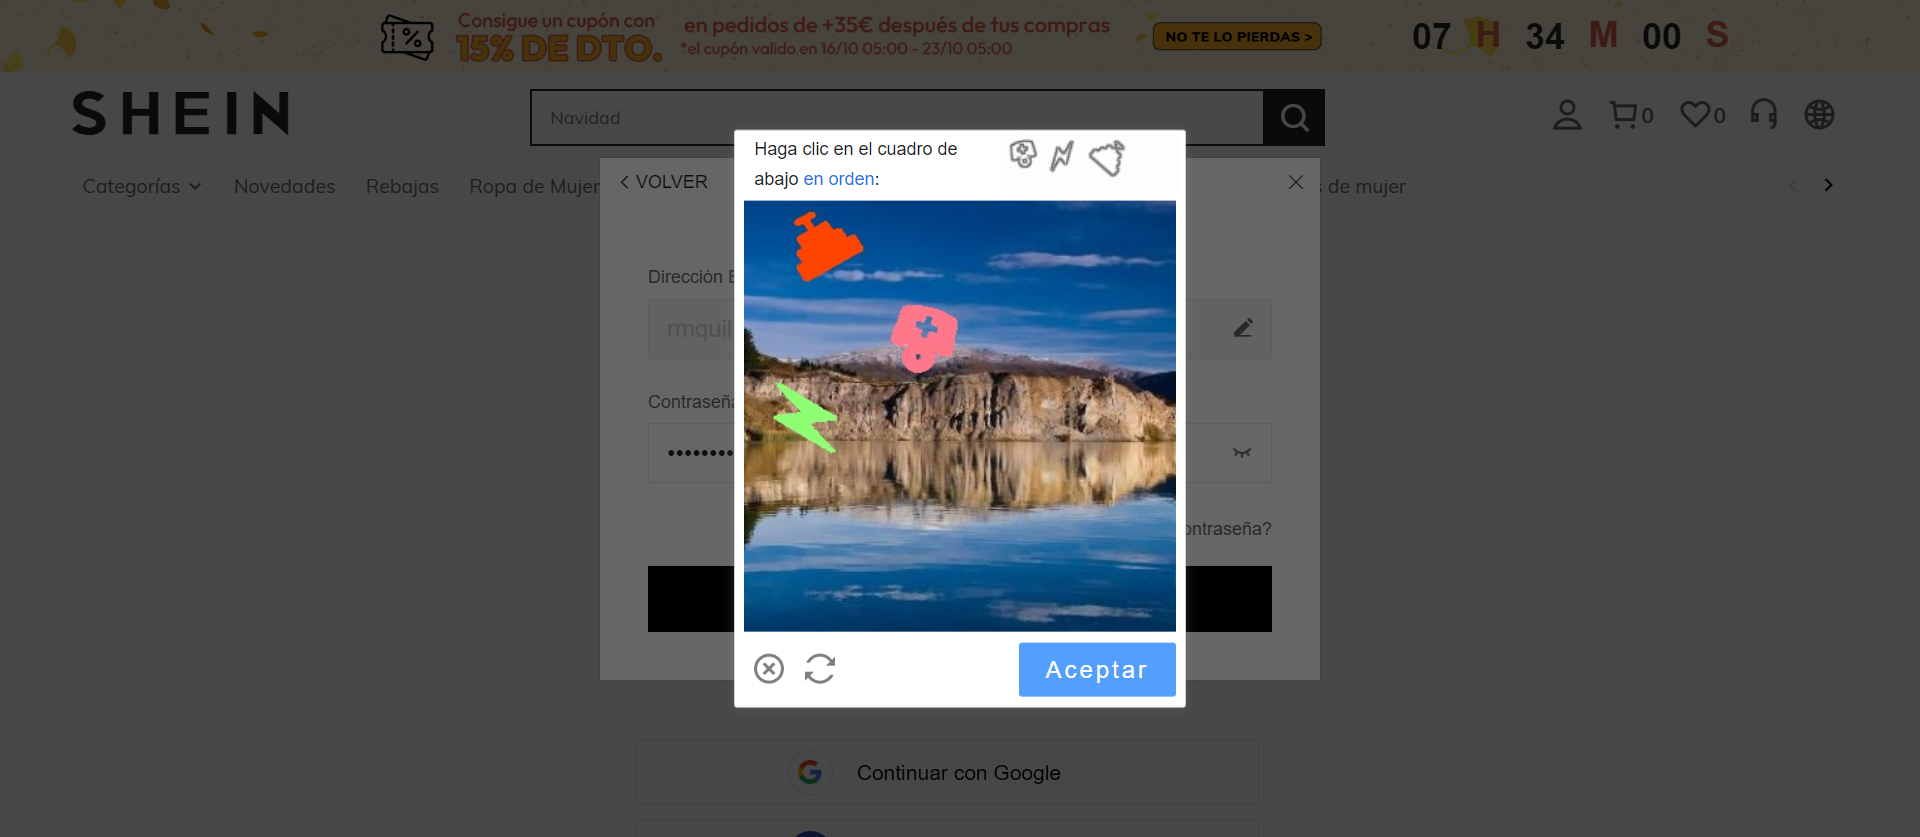 Consigue un cupón con
15% DE DTO.
en pedidos de +35€ después de tus compras
*el cupón valido en 16/10 05:00 - 23/10 05:00
NO TE LO PIERDAS >
07 H 34 M 00 S
SHEIN
Navidad
0
0
Categorías
Novedades
Rebajas
Ropa de Mujer
s de mujer
VOLVER
Haga clic en el cuadro de
abajo en orden:
Dirección E
rmquil
Contraseña
ontraseña?
Aceptar
Continuar con Google